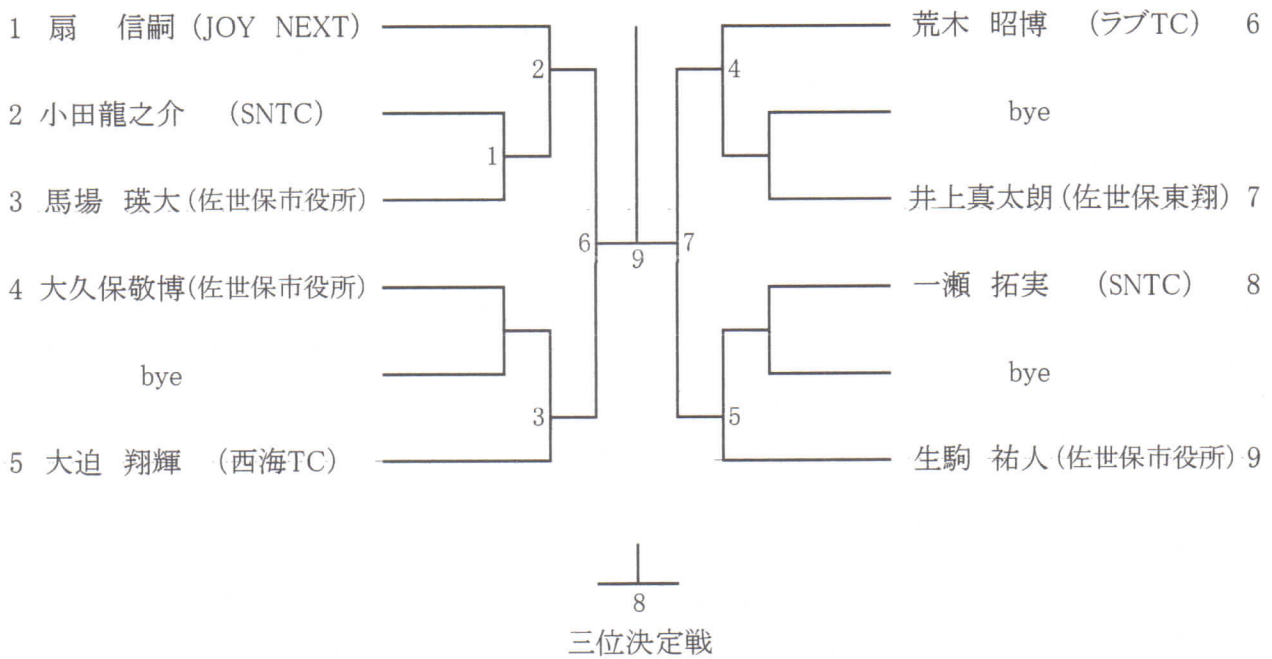 1 扇 信嗣 (JOY NEXT)
2 小田龍之介 (SNTC)
3 馬場 瑛大 (佐世保市役所)
4 大久保敬博 (佐世保市役所)
bye
5 大迫 翔輝 (西海TC)
2
1
6
3
9
4
7
5
荒木 昭博 (ラブTC) 6
bye
井上真太朗 (佐世保東翔) 7
一瀬 拓実 (SNTC) 8
bye
生駒 祐人 (佐世保市役所) 9
8
三位決定戦